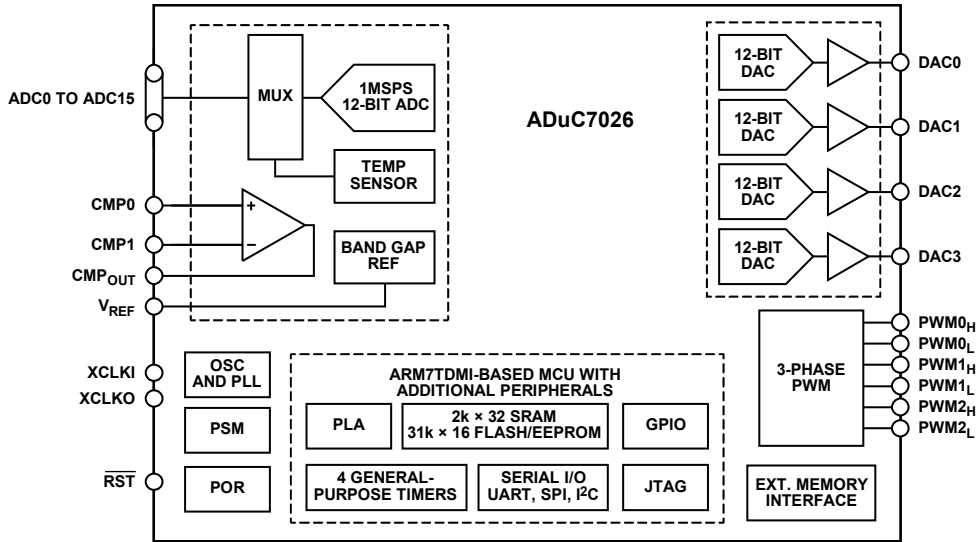 ADC0 TO ADC15
CMP0
CMP1
CMPOUT
VREF
XCLKI
XCLKO
RST
MUX
1MSPS
12-BIT ADC
TEMP
SENSOR
+
−
BAND GAP
REF
OSC
AND PLL
PSM
POR
ADuC7026
ARM7TDMI-BASED MCU WITH
ADDITIONAL PERIPHERALS
PLA
2k × 32 SRAM
31k × 16 FLASH/EEPROM
GPIO
4 GENERAL-
PURPOSE TIMERS
SERIAL I/O
UART, SPI, I²C
JTAG
12-BIT
DAC
DAC0
12-BIT
DAC
DAC1
12-BIT
DAC
DAC2
12-BIT
DAC
DAC3
3-PHASE
PWM
PWM0H
PWM0L
PWM1H
PWM1L
PWM2H
PWM2L
EXT. MEMORY
INTERFACE